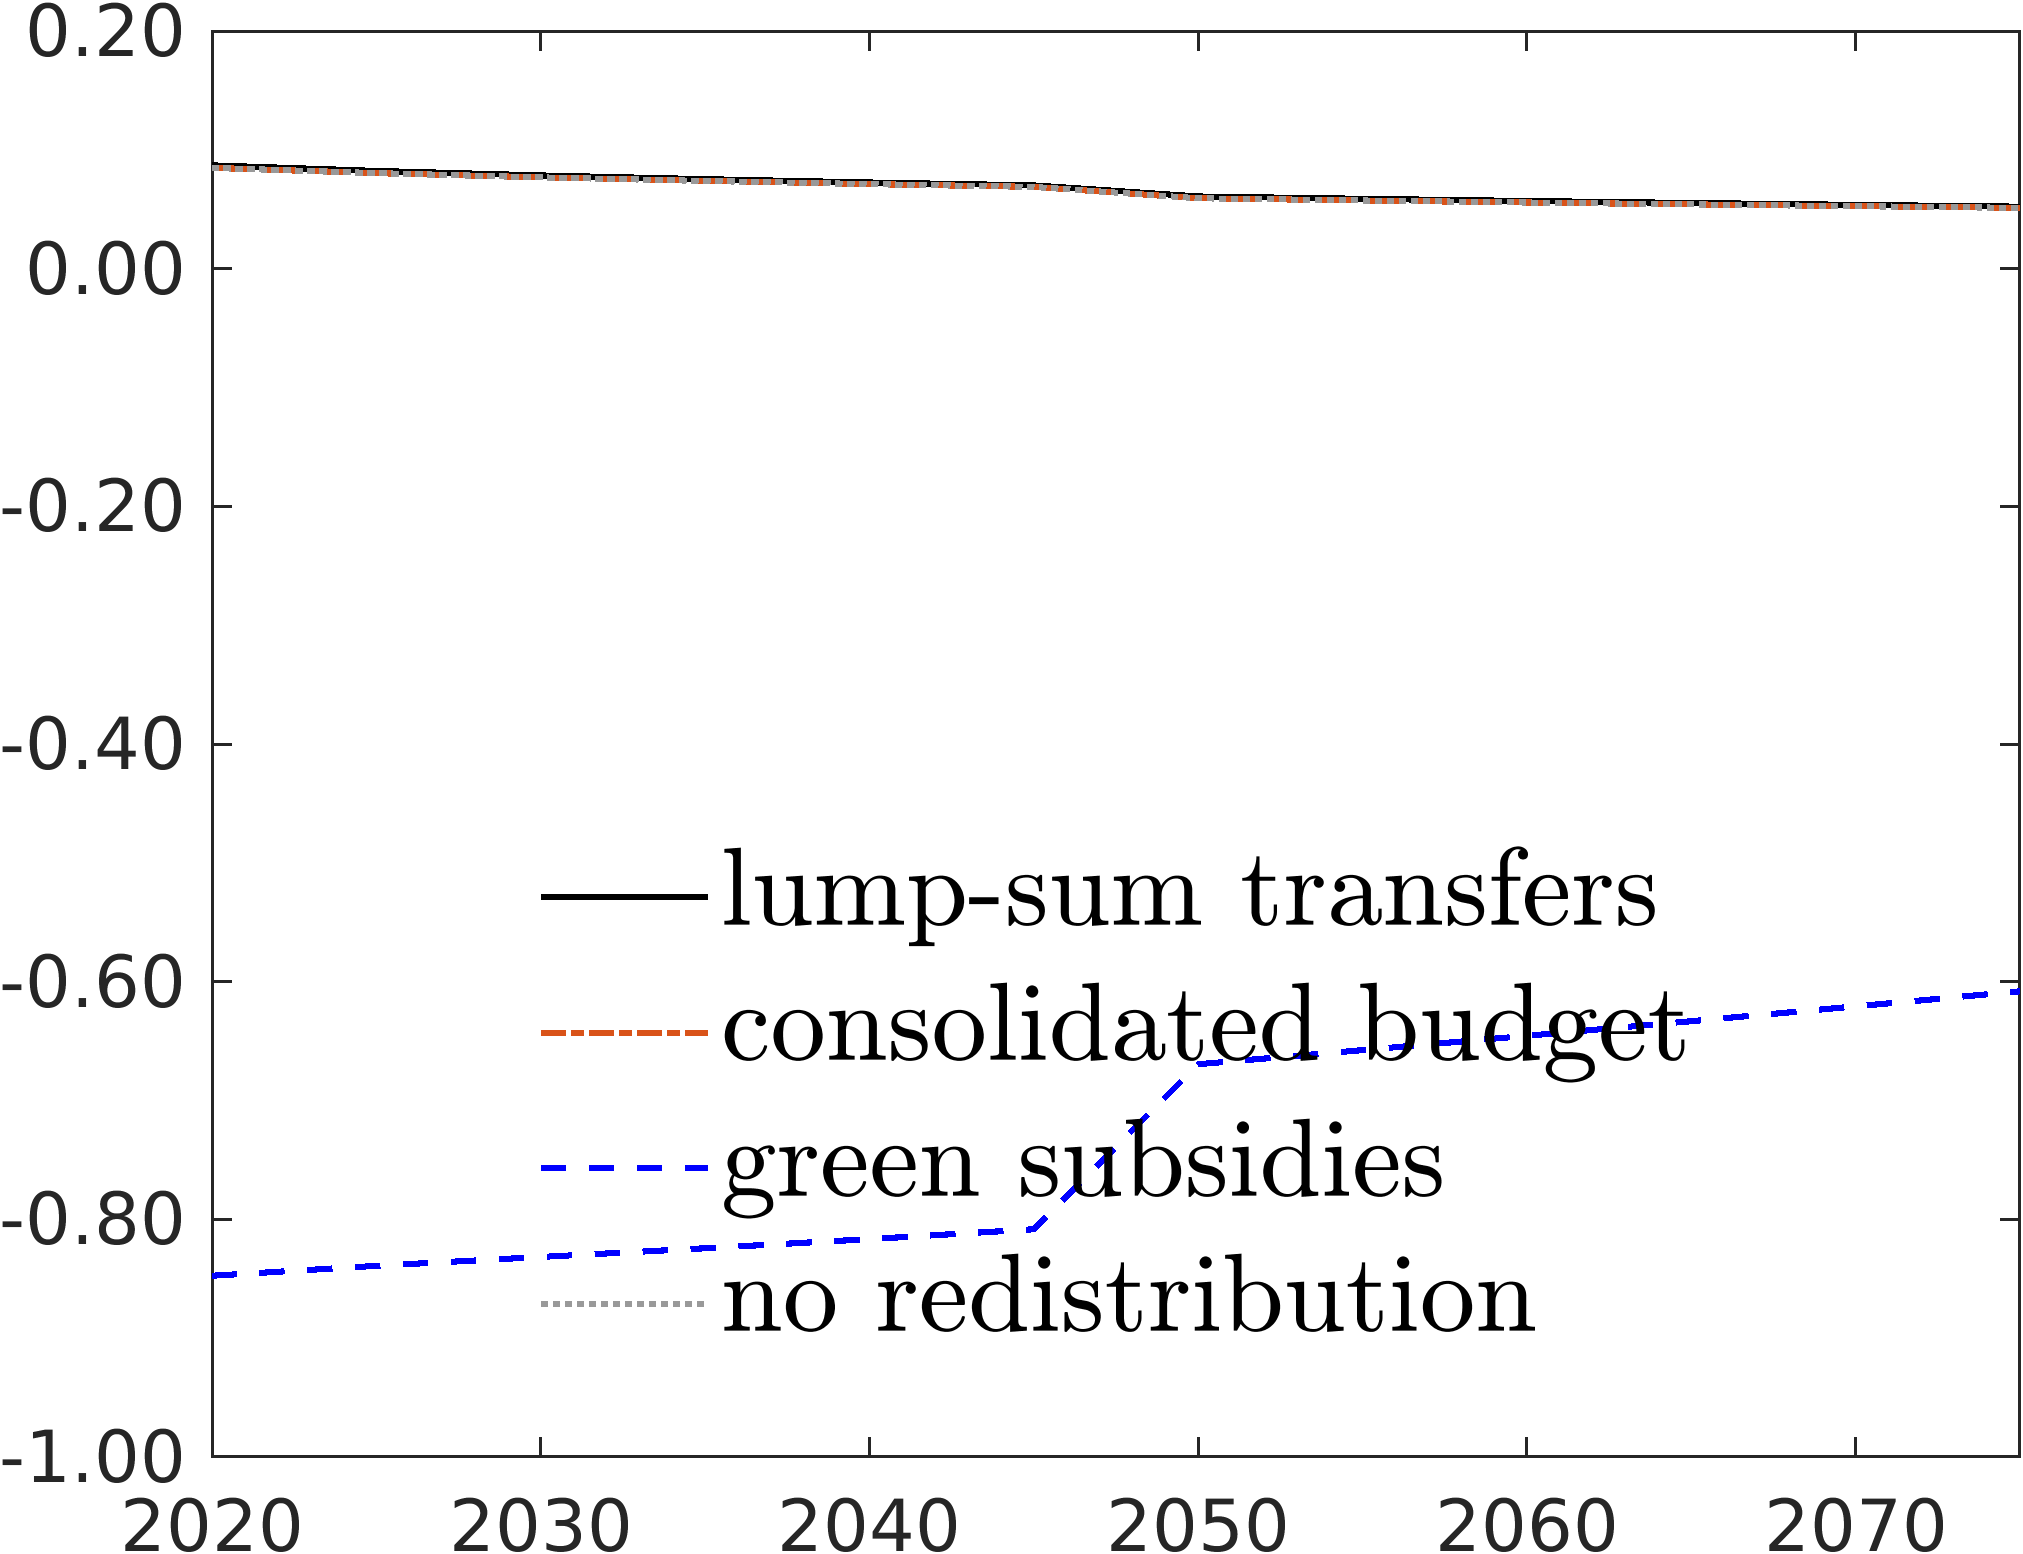 0.20
0.00
-0.20
-0.40
-0.60
-0.80
-1.00
lump-sum transfers
consolidated budget
green subsidies
no redistribution
2020 2030 2040 2050 2060 2070